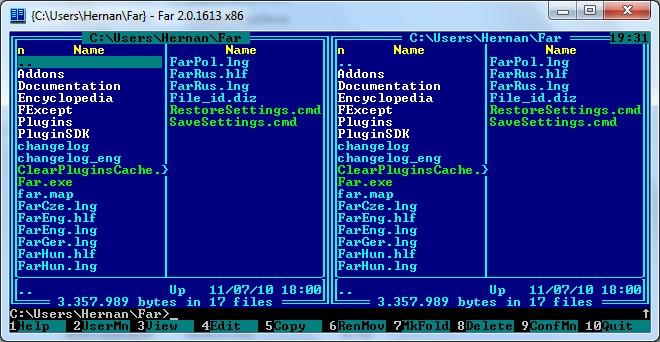 {C:\Users\Hernan\Far} - Far 2.0.1613 x86
C:\Users\Hernan\Far C:\Users\Hernan\Far 19:31
n Name Name n Name Name
.. FarPol.lng .. FarPol.lng
Addons FarRus.hlf Addons FarRus.hlf
Documentation FarRus.lng Documentation FarRus.lng
Encyclopedia File_id.diz Encyclopedia File_id.diz
FExcept RestoreSettings.cmd FExcept RestoreSettings.cmd
Plugins SaveSettings.cmd Plugins SaveSettings.cmd
PluginSDK PluginSDK
changelog changelog
changelog_eng changelog_eng
ClearPluginsCache.} ClearPluginsCache.}
Far.exe Far.exe
far.map far.map
FarCze.lng FarCze.lng
FarEng.hlf FarEng.hlf
FarEng.lng FarEng.lng
FarGer.lng FarGer.lng
FarHun.hlf FarHun.hlf
FarHun.lng FarHun.lng
.. Up 11/07/10 18:00 .. Up 11/07/10 18:00
3.357.989 bytes in 17 files 3.357.989 bytes in 17 files
C:\Users\Hernan\Far>_ ↑
1Help 2UserMn 3View 4Edit 5Copy 6RenMov 7MkFold 8Delete 9ConfMn 10Quit